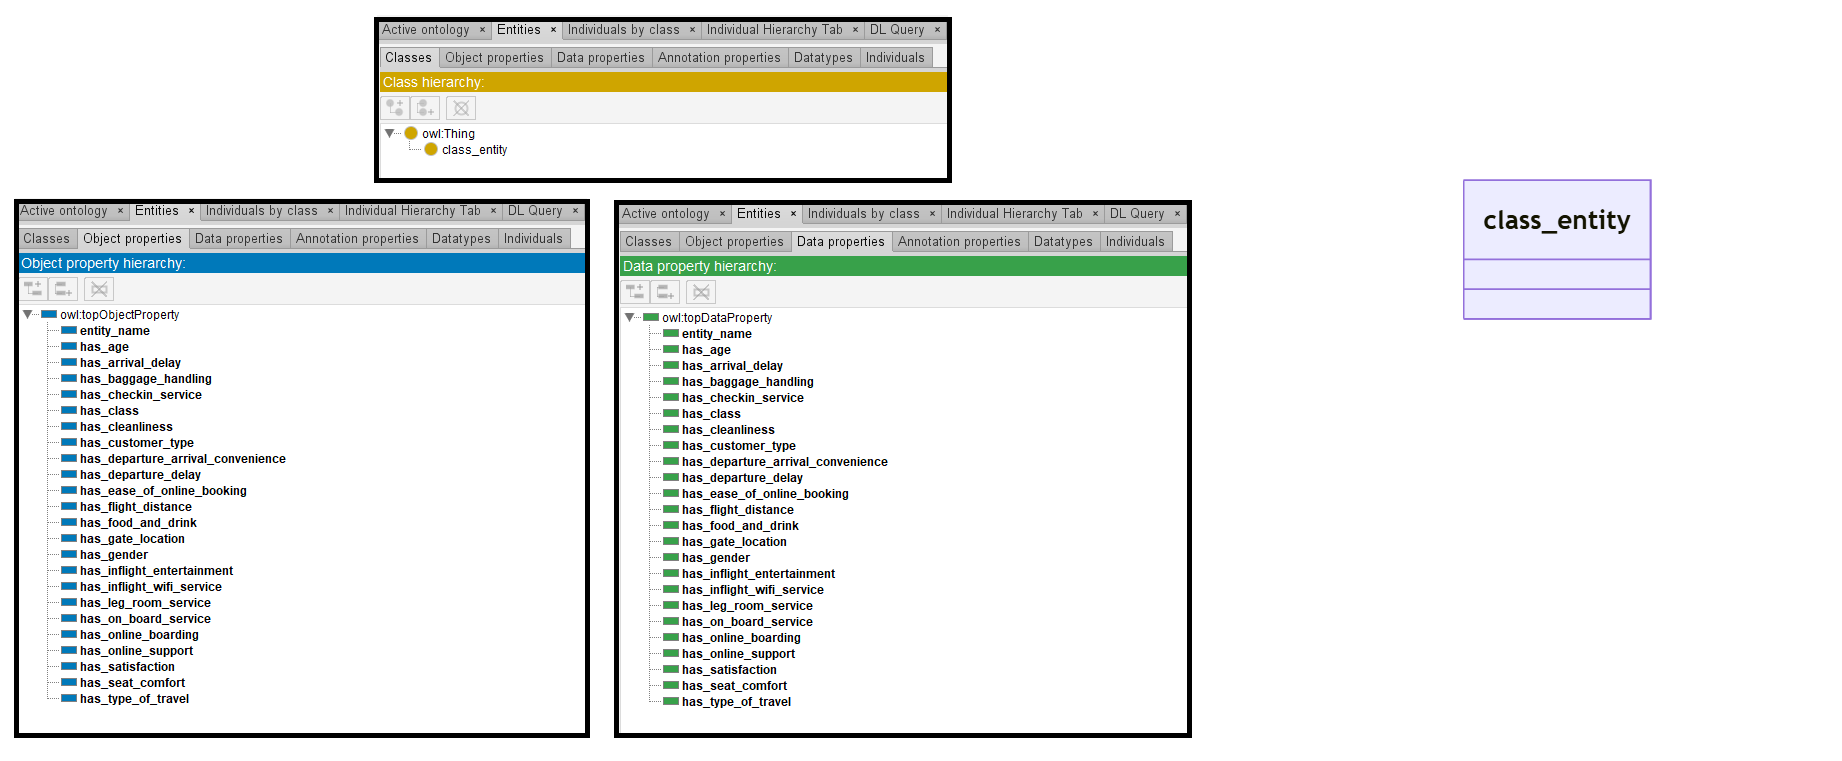 Active ontology × Entities × Individuals by class × Individual Hierarchy Tab × DL Query ×
Classes Object properties Data properties Annotation properties Datatypes Individuals
Class hierarchy:
owl:Thing
class_entity
Active ontology × Entities × Individuals by class × Individual Hierarchy Tab × DL Query ×
Classes Object properties Data properties Annotation properties Datatypes Individuals
Object property hierarchy:
owl:topObjectProperty
entity_name
has_age
has_arrival_delay
has_baggage_handling
has_checkin_service
has_class
has_cleanliness
has_customer_type
has_departure_arrival_convenience
has_departure_delay
has_ease_of_online_booking
has_flight_distance
has_food_and_drink
has_gate_location
has_gender
has_inflight_entertainment
has_inflight_wifi_service
has_leg_room_service
has_on_board_service
has_online_boarding
has_online_support
has_satisfaction
has_seat_comfort
has_type_of_travel
Active ontology × Entities × Individuals by class × Individual Hierarchy Tab × DL Query ×
Classes Object properties Data properties Annotation properties Datatypes Individuals
Data property hierarchy:
owl:topDataProperty
entity_name
has_age
has_arrival_delay
has_baggage_handling
has_checkin_service
has_class
has_cleanliness
has_customer_type
has_departure_arrival_convenience
has_departure_delay
has_ease_of_online_booking
has_flight_distance
has_food_and_drink
has_gate_location
has_gender
has_inflight_entertainment
has_inflight_wifi_service
has_leg_room_service
has_on_board_service
has_online_boarding
has_online_support
has_satisfaction
has_seat_comfort
has_type_of_travel
class_entity